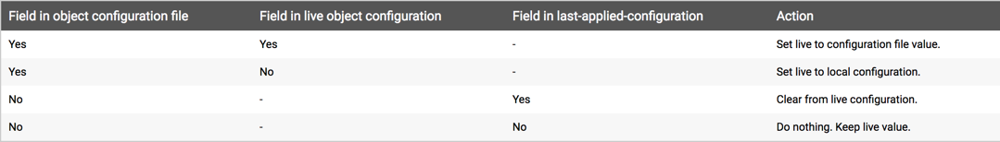 Field in object configuration file Field in live object configuration Field in last-applied-configuration Action
Yes Yes - Set live to configuration file value.
Yes No - Set live to local configuration.
No - Yes Clear from live configuration.
No - No Do nothing. Keep live value.